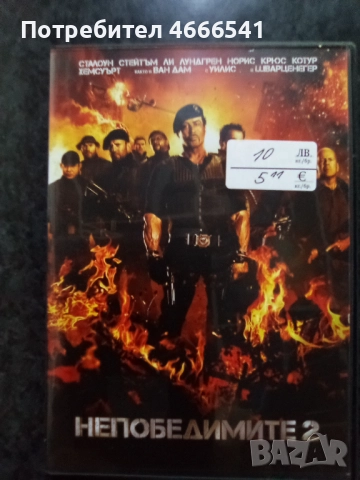 Потребител 4666541
СТАЛОУН СТЕЙТЪМ ЛИ ЛУНДГРЕН НОРИС КРЮС КОТУР
ХЕМСУЪРТ ВАН ДАМ УИЛИС ШВАРЦЕНЕГЕР
10 ЛВ.
5 11 €
НЕПОБЕДИМИТЕ 2
BAZAR